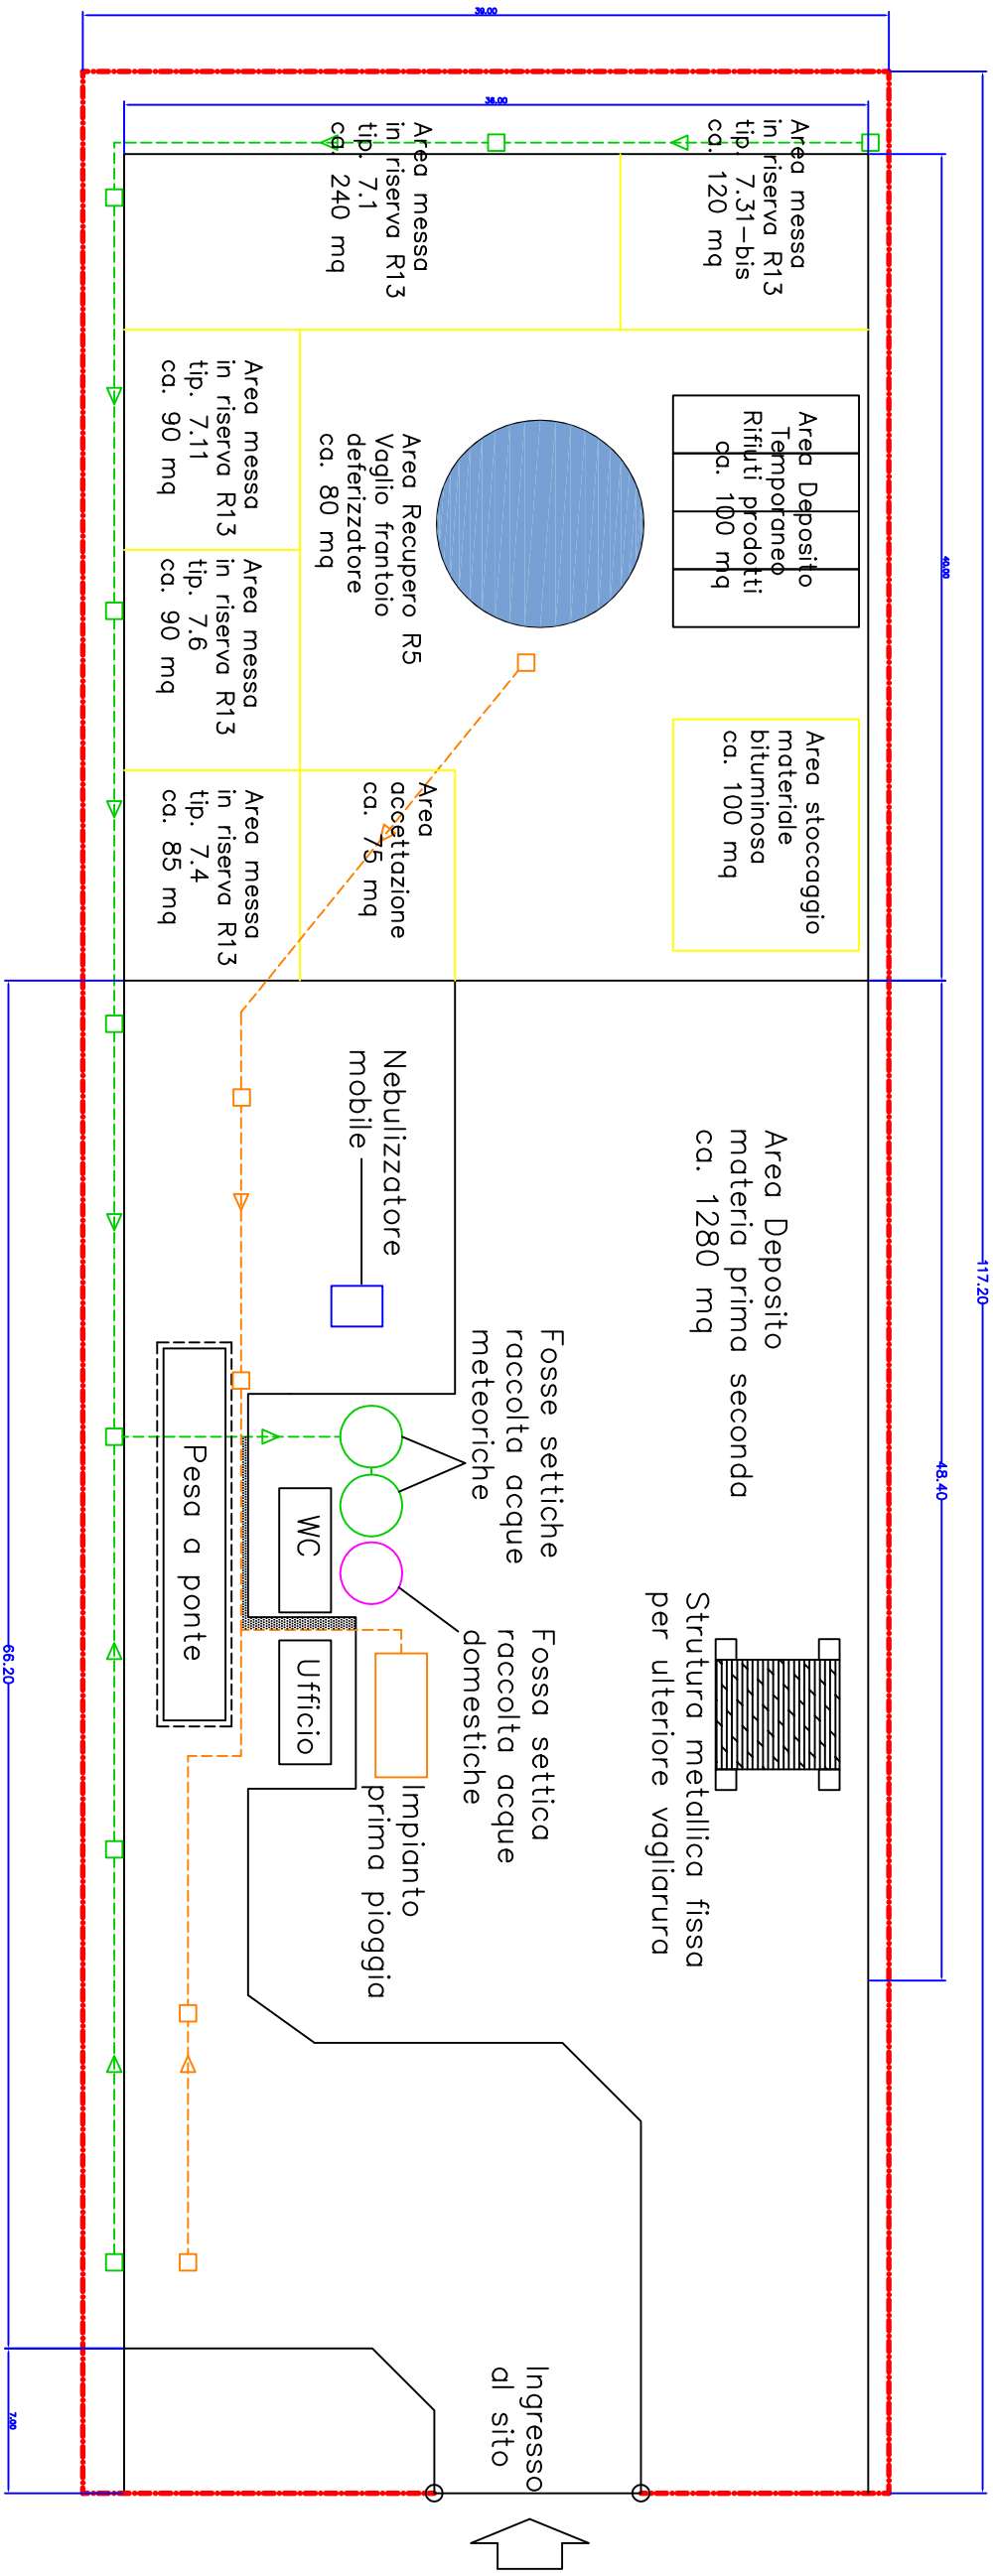 39.00
117.20
36.00
40.00
48.40
66.20
7.00
Area messa
in riserva R13
tip. 7.31-bis
ca. 120 mq
Area messa
in riserva R13
tip. 7.1
ca. 240 mq
Area Deposito
Temporaneo
Rifiuti prodotti
ca. 100 mq
Area Recupero R5
Vaglio frantoio
deferizzatore
ca. 80 mq
Area messa
in riserva R13
tip. 7.11
ca. 90 mq
Area messa
in riserva R13
tip. 7.6
ca. 90 mq
Area messa
in riserva R13
tip. 7.4
ca. 85 mq
Area stoccaggio
materiale
bituminosa
ca. 100 mq
Area
accettazione
ca. 75 mq
Area Deposito
materia prima seconda
ca. 1280 mq
Nebulizzatore
mobile
Fosse settiche
raccolta acque
meteoriche
Strutura metallica fissa
per ulteriore vagliarura
Fossa settica
raccolta acque
domestiche
WC
Ufficio
Pesa a ponte
Impianto
prima pioggia
Ingresso
al sito